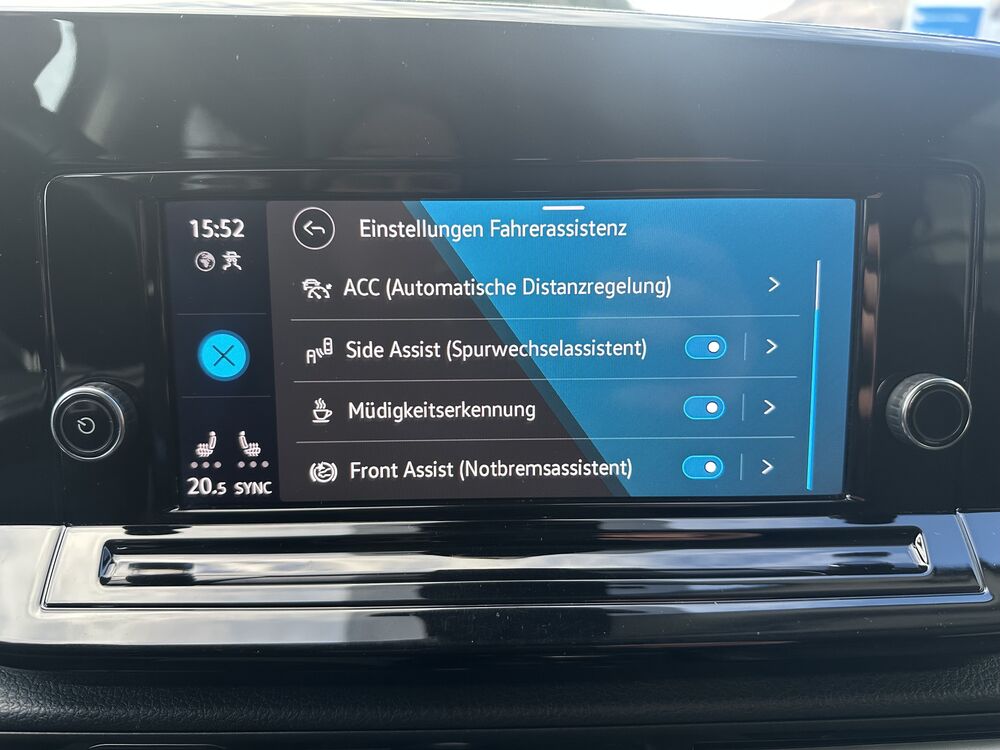 15:52
Einstellungen Fahrerassistenz
ACC (Automatische Distanzregelung)
Side Assist (Spurwechselassistent)
Müdigkeitserkennung
Front Assist (Notbremsassistent)
20.5 SYNC